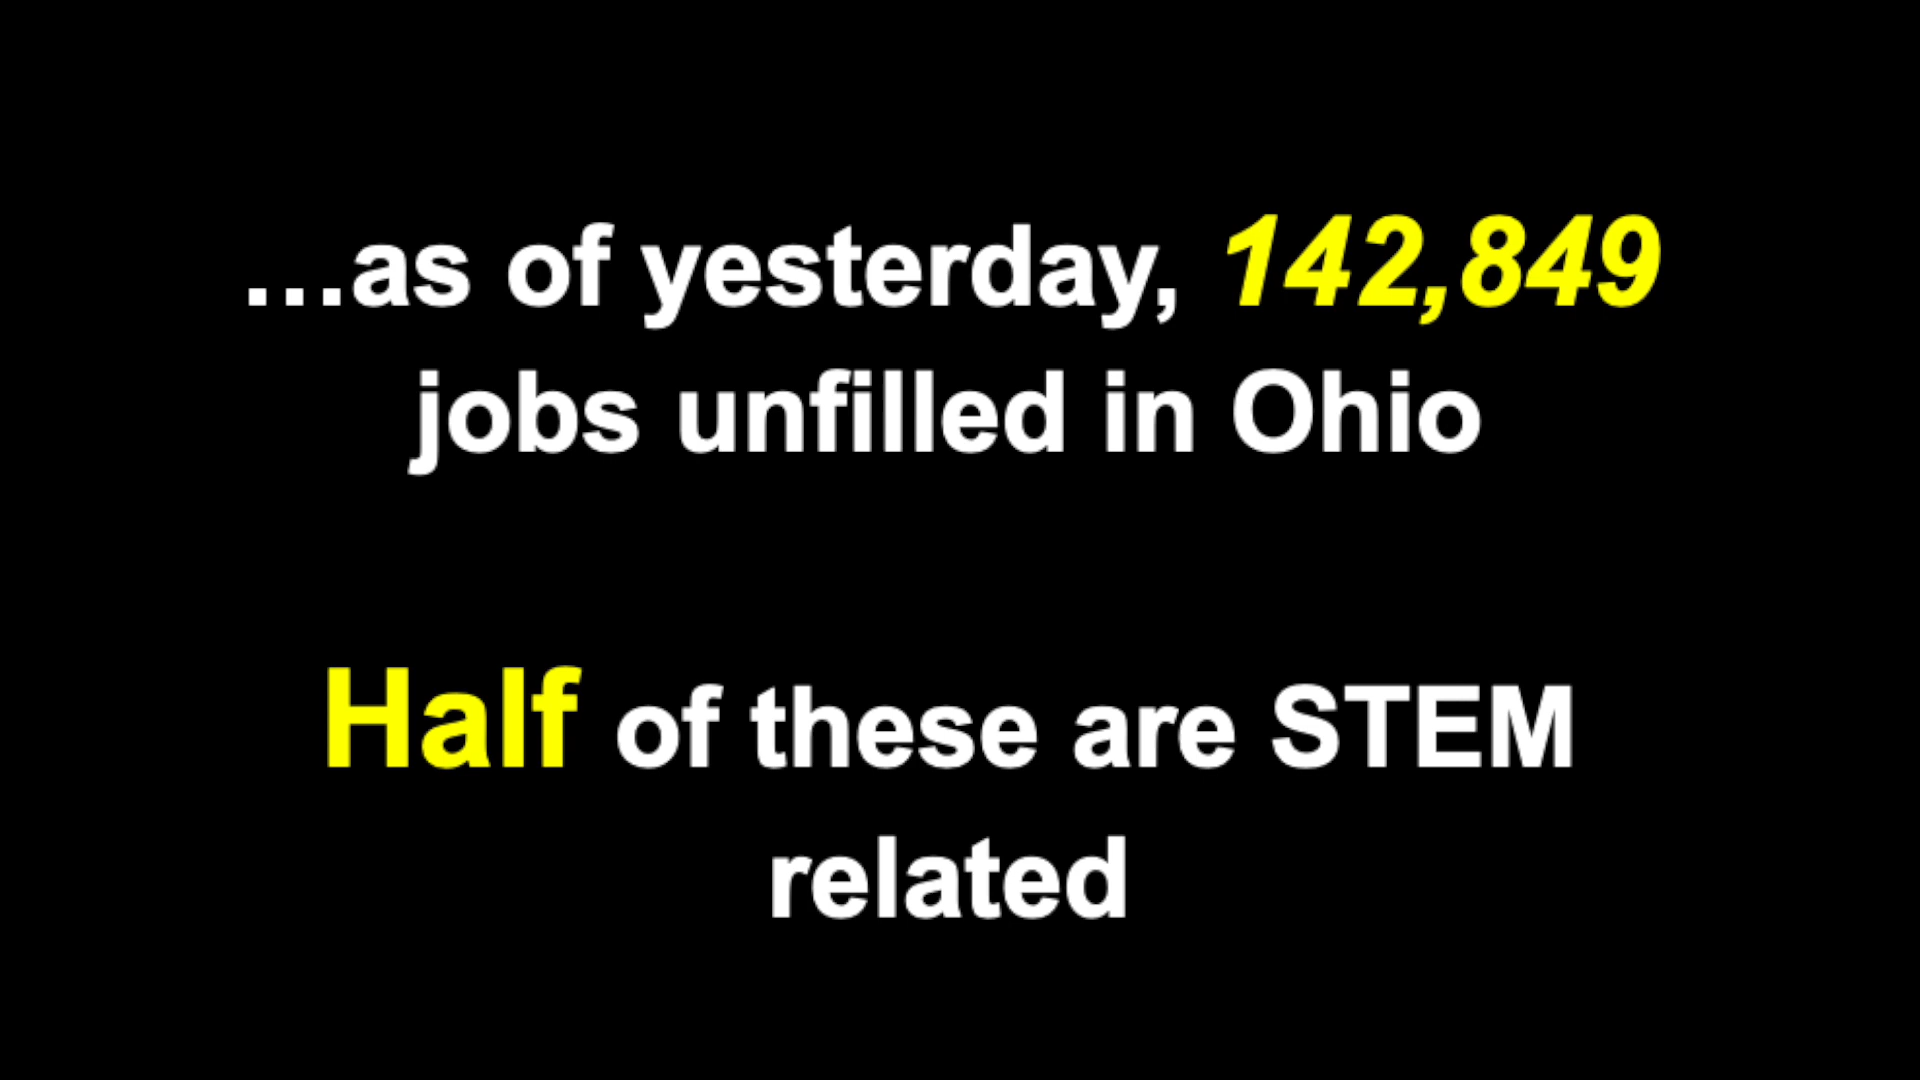 …as of yesterday, 142,849
jobs unfilled in Ohio
Half of these are STEM
related